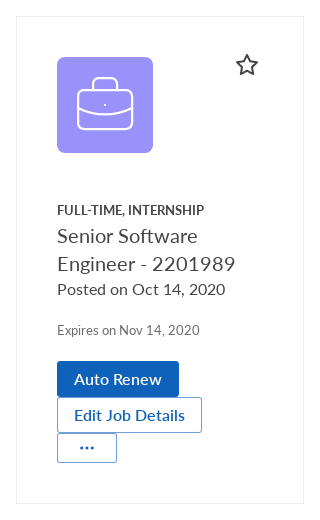 FULL-TIME, INTERNSHIP
Senior Software
Engineer - 2201989
Posted on Oct 14, 2020
Expires on Nov 14, 2020
Auto Renew
Edit Job Details
...